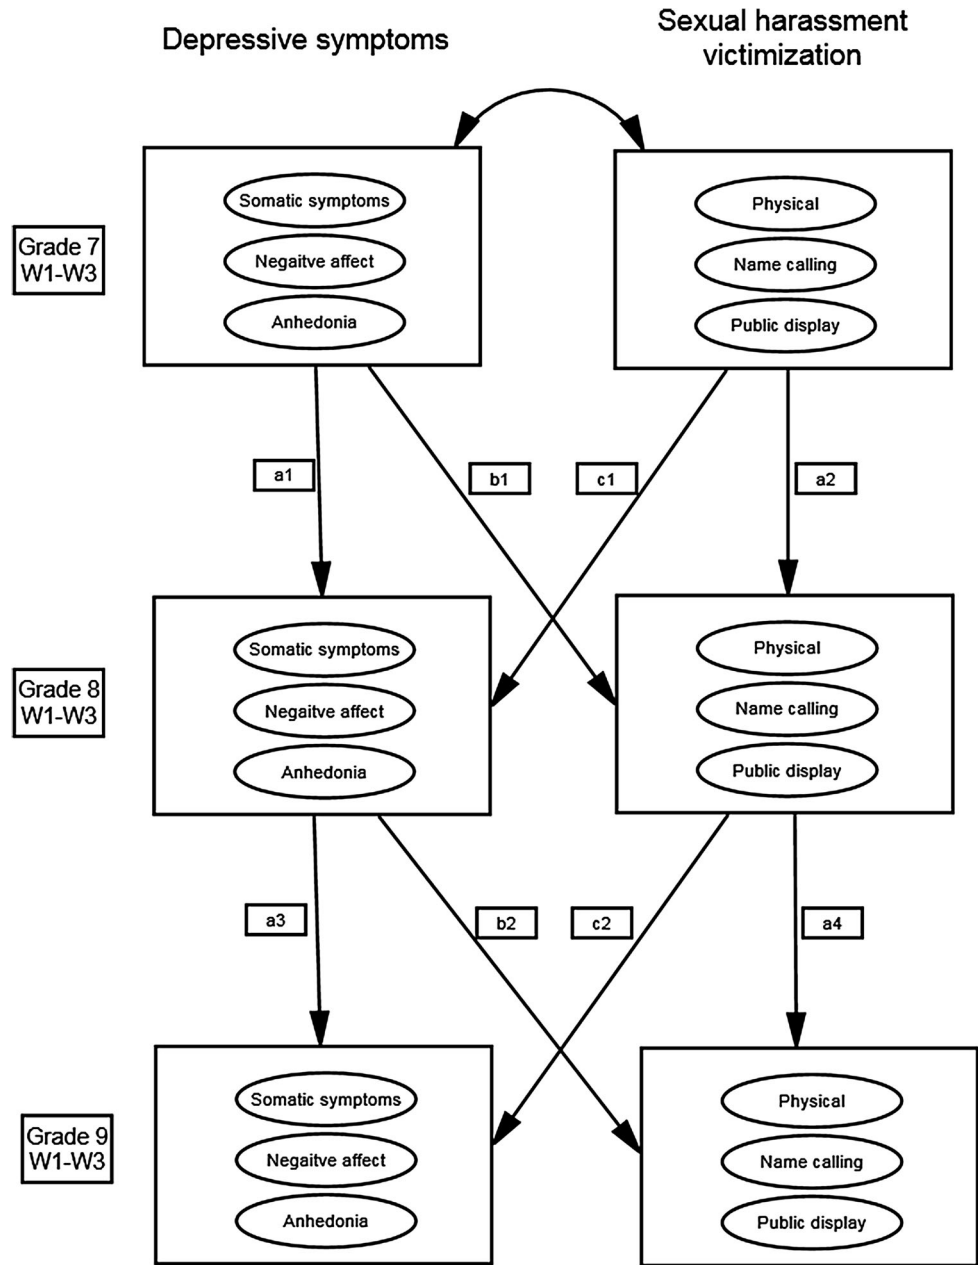 Depressive symptoms
Sexual harassment
victimization
Grade 7
W1-W3
Somatic symptoms
Negaitve affect
Anhedonia
Physical
Name calling
Public display
a1
b1
c1
a2
Grade 8
W1-W3
Somatic symptoms
Negaitve affect
Anhedonia
Physical
Name calling
Public display
a3
b2
c2
a4
Grade 9
W1-W3
Somatic symptoms
Negaitve affect
Anhedonia
Physical
Name calling
Public display